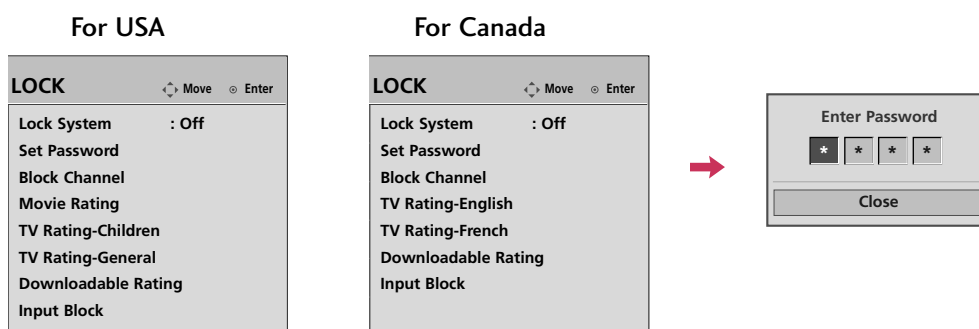 For USA
LOCK Move Enter
Lock System : Off
Set Password
Block Channel
Movie Rating
TV Rating-Children
TV Rating-General
Downloadable Rating
Input Block
For Canada
LOCK Move Enter
Lock System : Off
Set Password
Block Channel
TV Rating-English
TV Rating-French
Downloadable Rating
Input Block
Enter Password
* * * *
Close